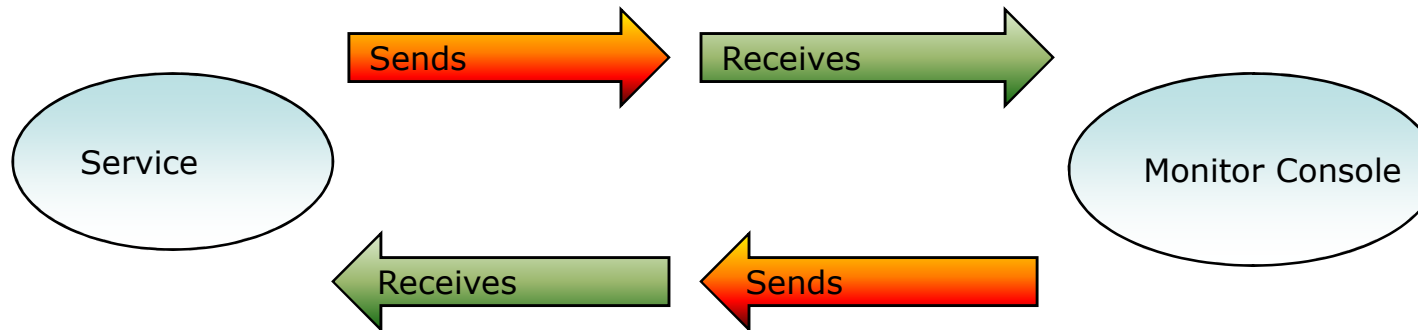 Sends
Receives
Service
Monitor Console
Receives
Sends